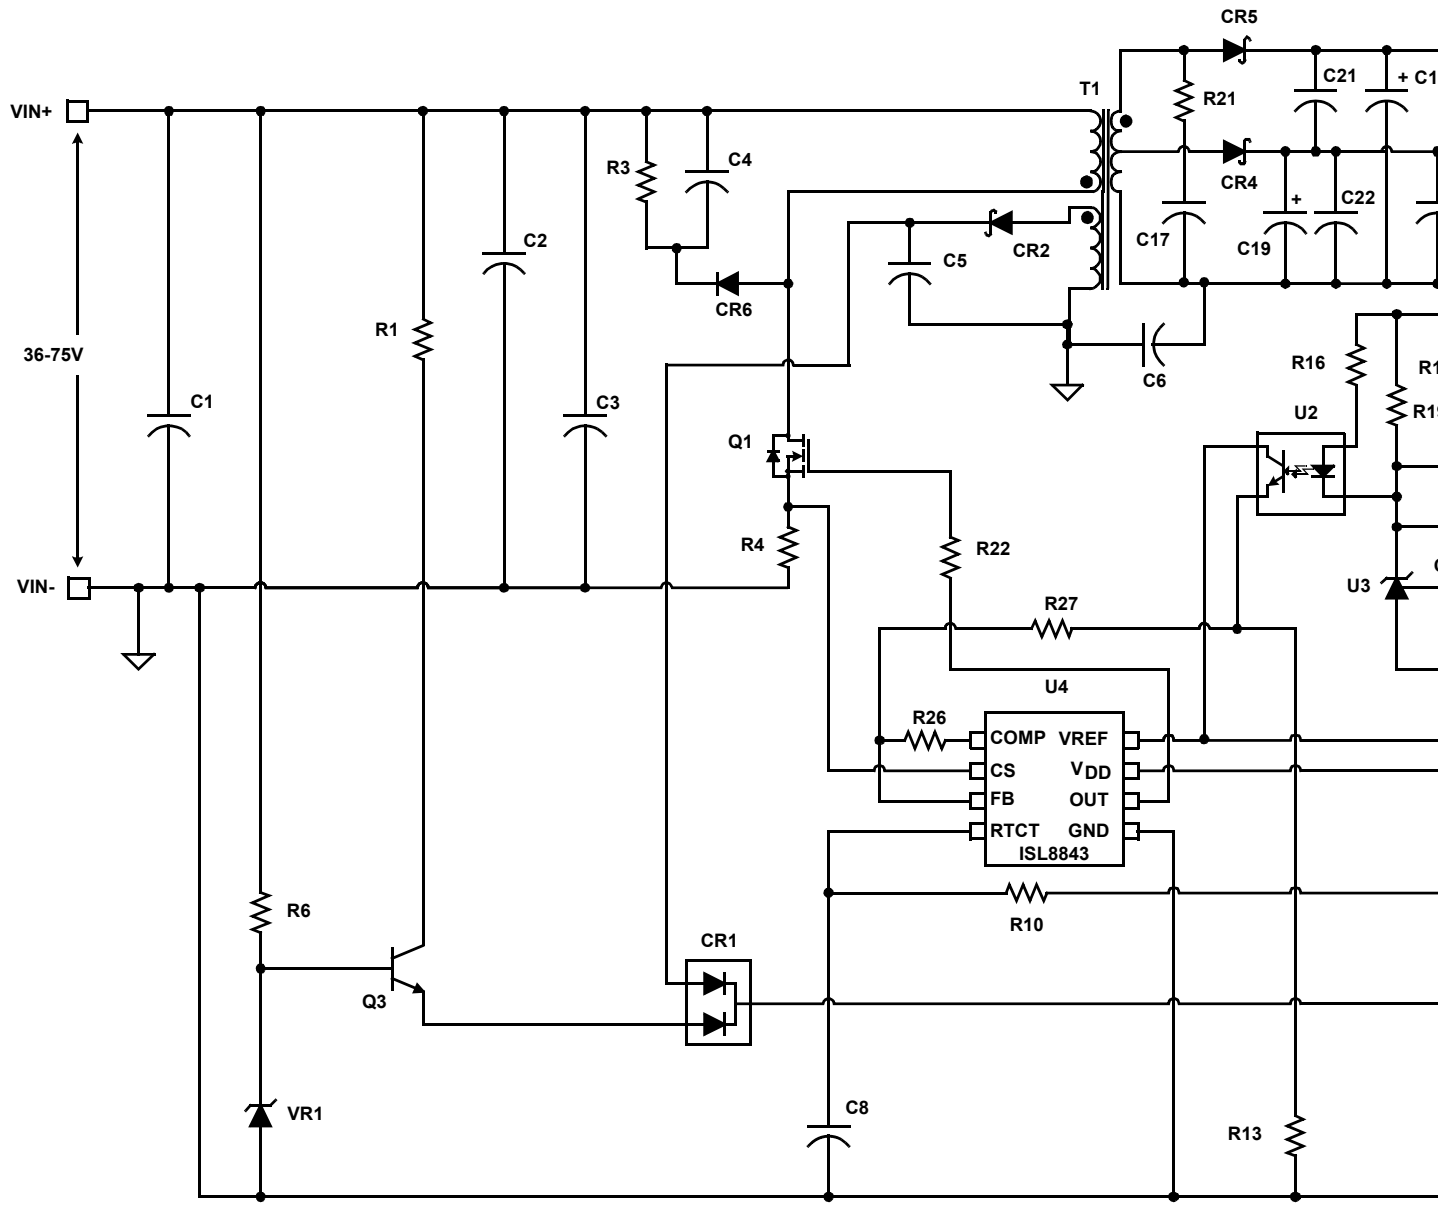 CR5
T1
C21
+ C1
R21
VIN+
R3
C4
CR4
+
C22
C17
C19
C2
C5
CR2
CR6
R1
36-75V
C6
R16
R1
C1
C3
U2
R19
Q1
R4
R22
VIN-
U3
R27
U4
R26
COMP
VREF
CS
VDD
FB
OUT
RTCT
GND
ISL8843
R6
R10
CR1
Q3
VR1
C8
R13